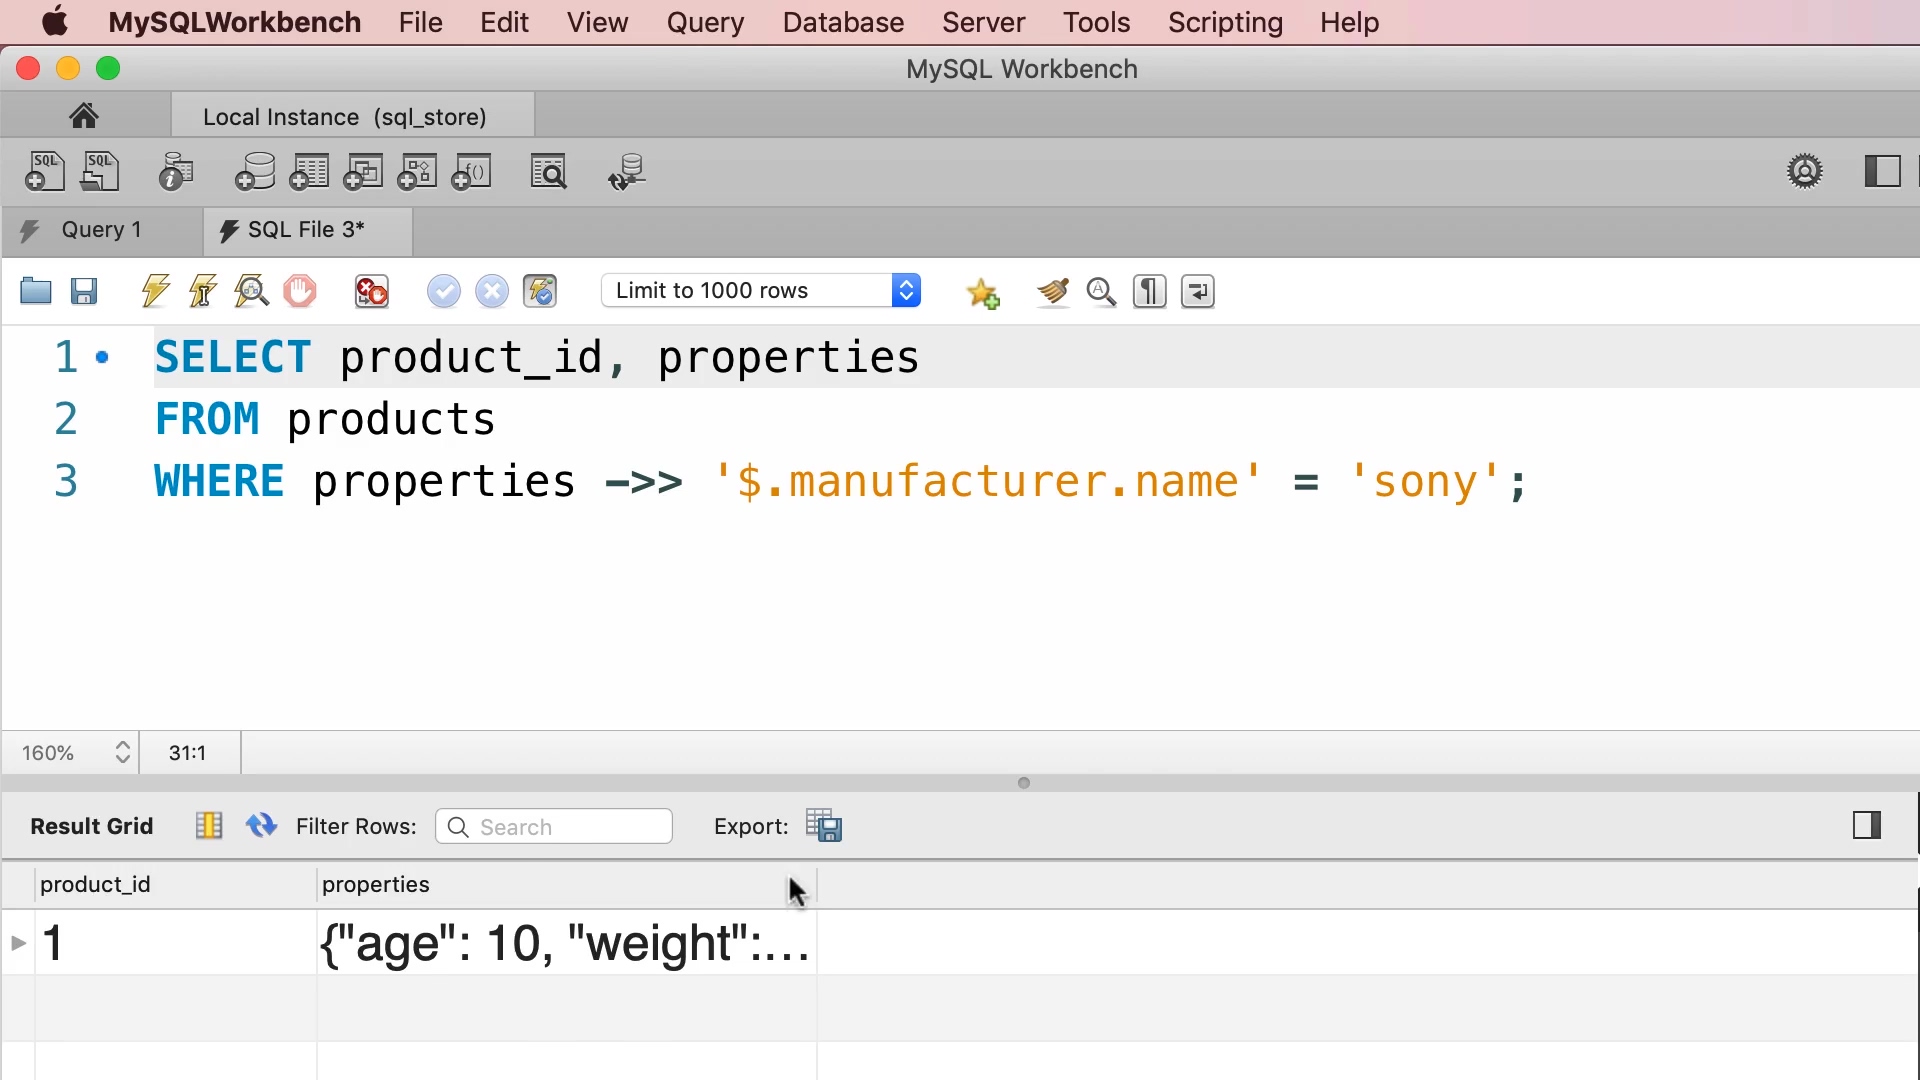 MySQLWorkbench File Edit View Query Database Server Tools Scripting Help
MySQL Workbench
Local Instance (sql_store)
SQL SQL i f()
Query 1 SQL File 3*
Limit to 1000 rows
1 SELECT product_id, properties
2 FROM products
3 WHERE properties ->> '$.manufacturer.name' = 'sony';
160% 31:1
Result Grid Filter Rows: Search Export:
product_id properties
1 {"age": 10, "weight":...